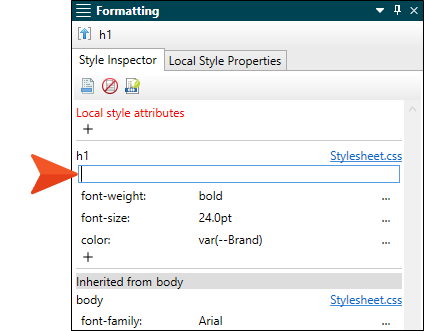 Formatting
h1
Style Inspector Local Style Properties
Local style attributes
+
h1 Stylesheet.css
font-weight: bold ...
font-size: 24.0pt ...
color: var(--Brand) ...
+
Inherited from body
body Stylesheet.css
font-family: Arial ...